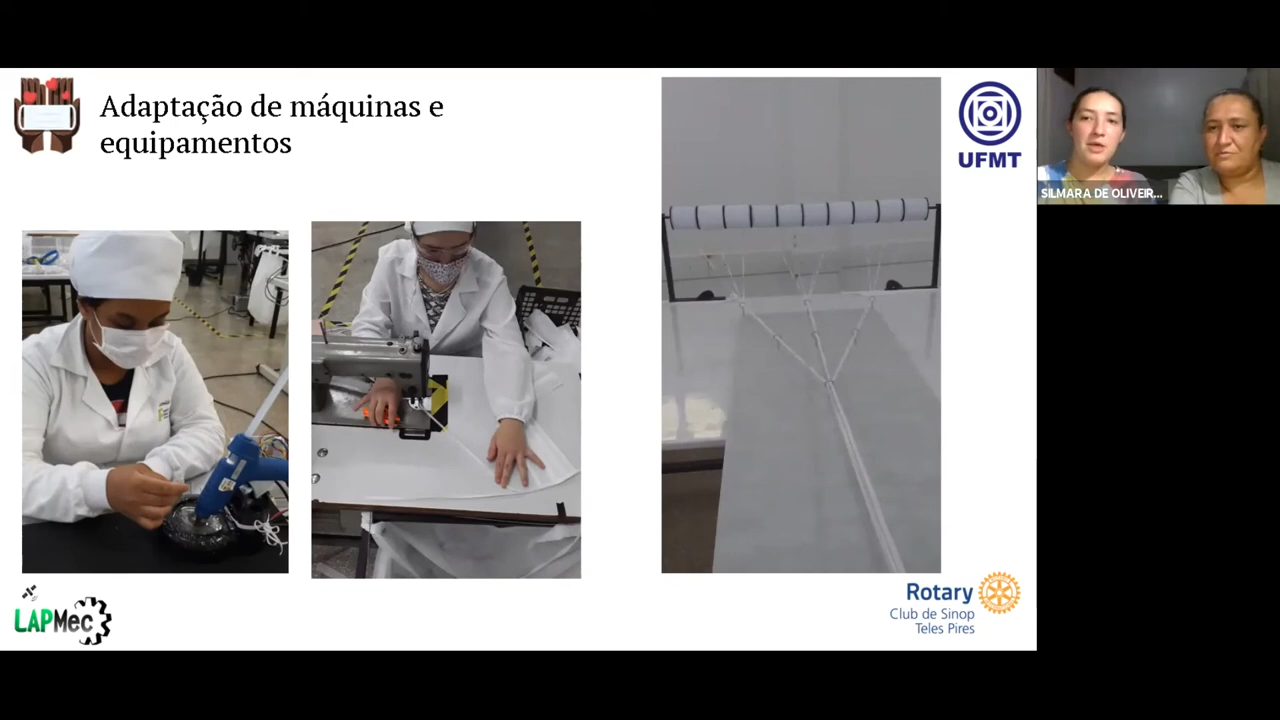 Adaptação de máquinas e
equipamentos
UFMT
SILMARA DE OLIVEIR...
LAPMec
Rotary
Club de Sinop
Teles Pires